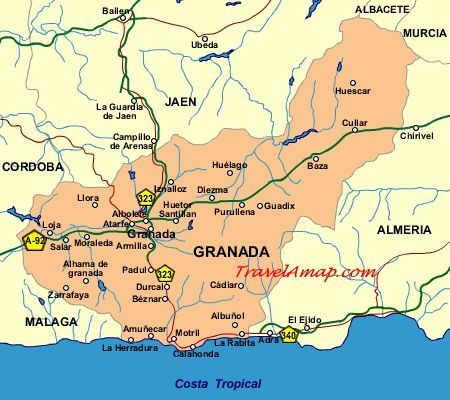 ALBACETE
Bailen
MURCIA
Ubeda
Huescar
JAEN
La Guardia
de Jaen
Cullar
Chirivel
Campillo
de Arenas
CORDOBA
Huélago
Baza
Iznalloz
Diezma
Llora
323
Huetor
Santillan
Purullena
Guadix
Albolote
Atarfe
Loja
Granada
ALMERIA
A-92
Salar
Moraleda
Armilla
GRANADA
Padul
323
TravelAmap.com
Alhama de
granada
Durcal
Cádiar
Zarrafaya
Béznar
MALAGA
Albuñol
Amuñecar
Motril
El Ejido
La Rabita
Adra
340
La Herradura
Calahonda
Costa Tropical